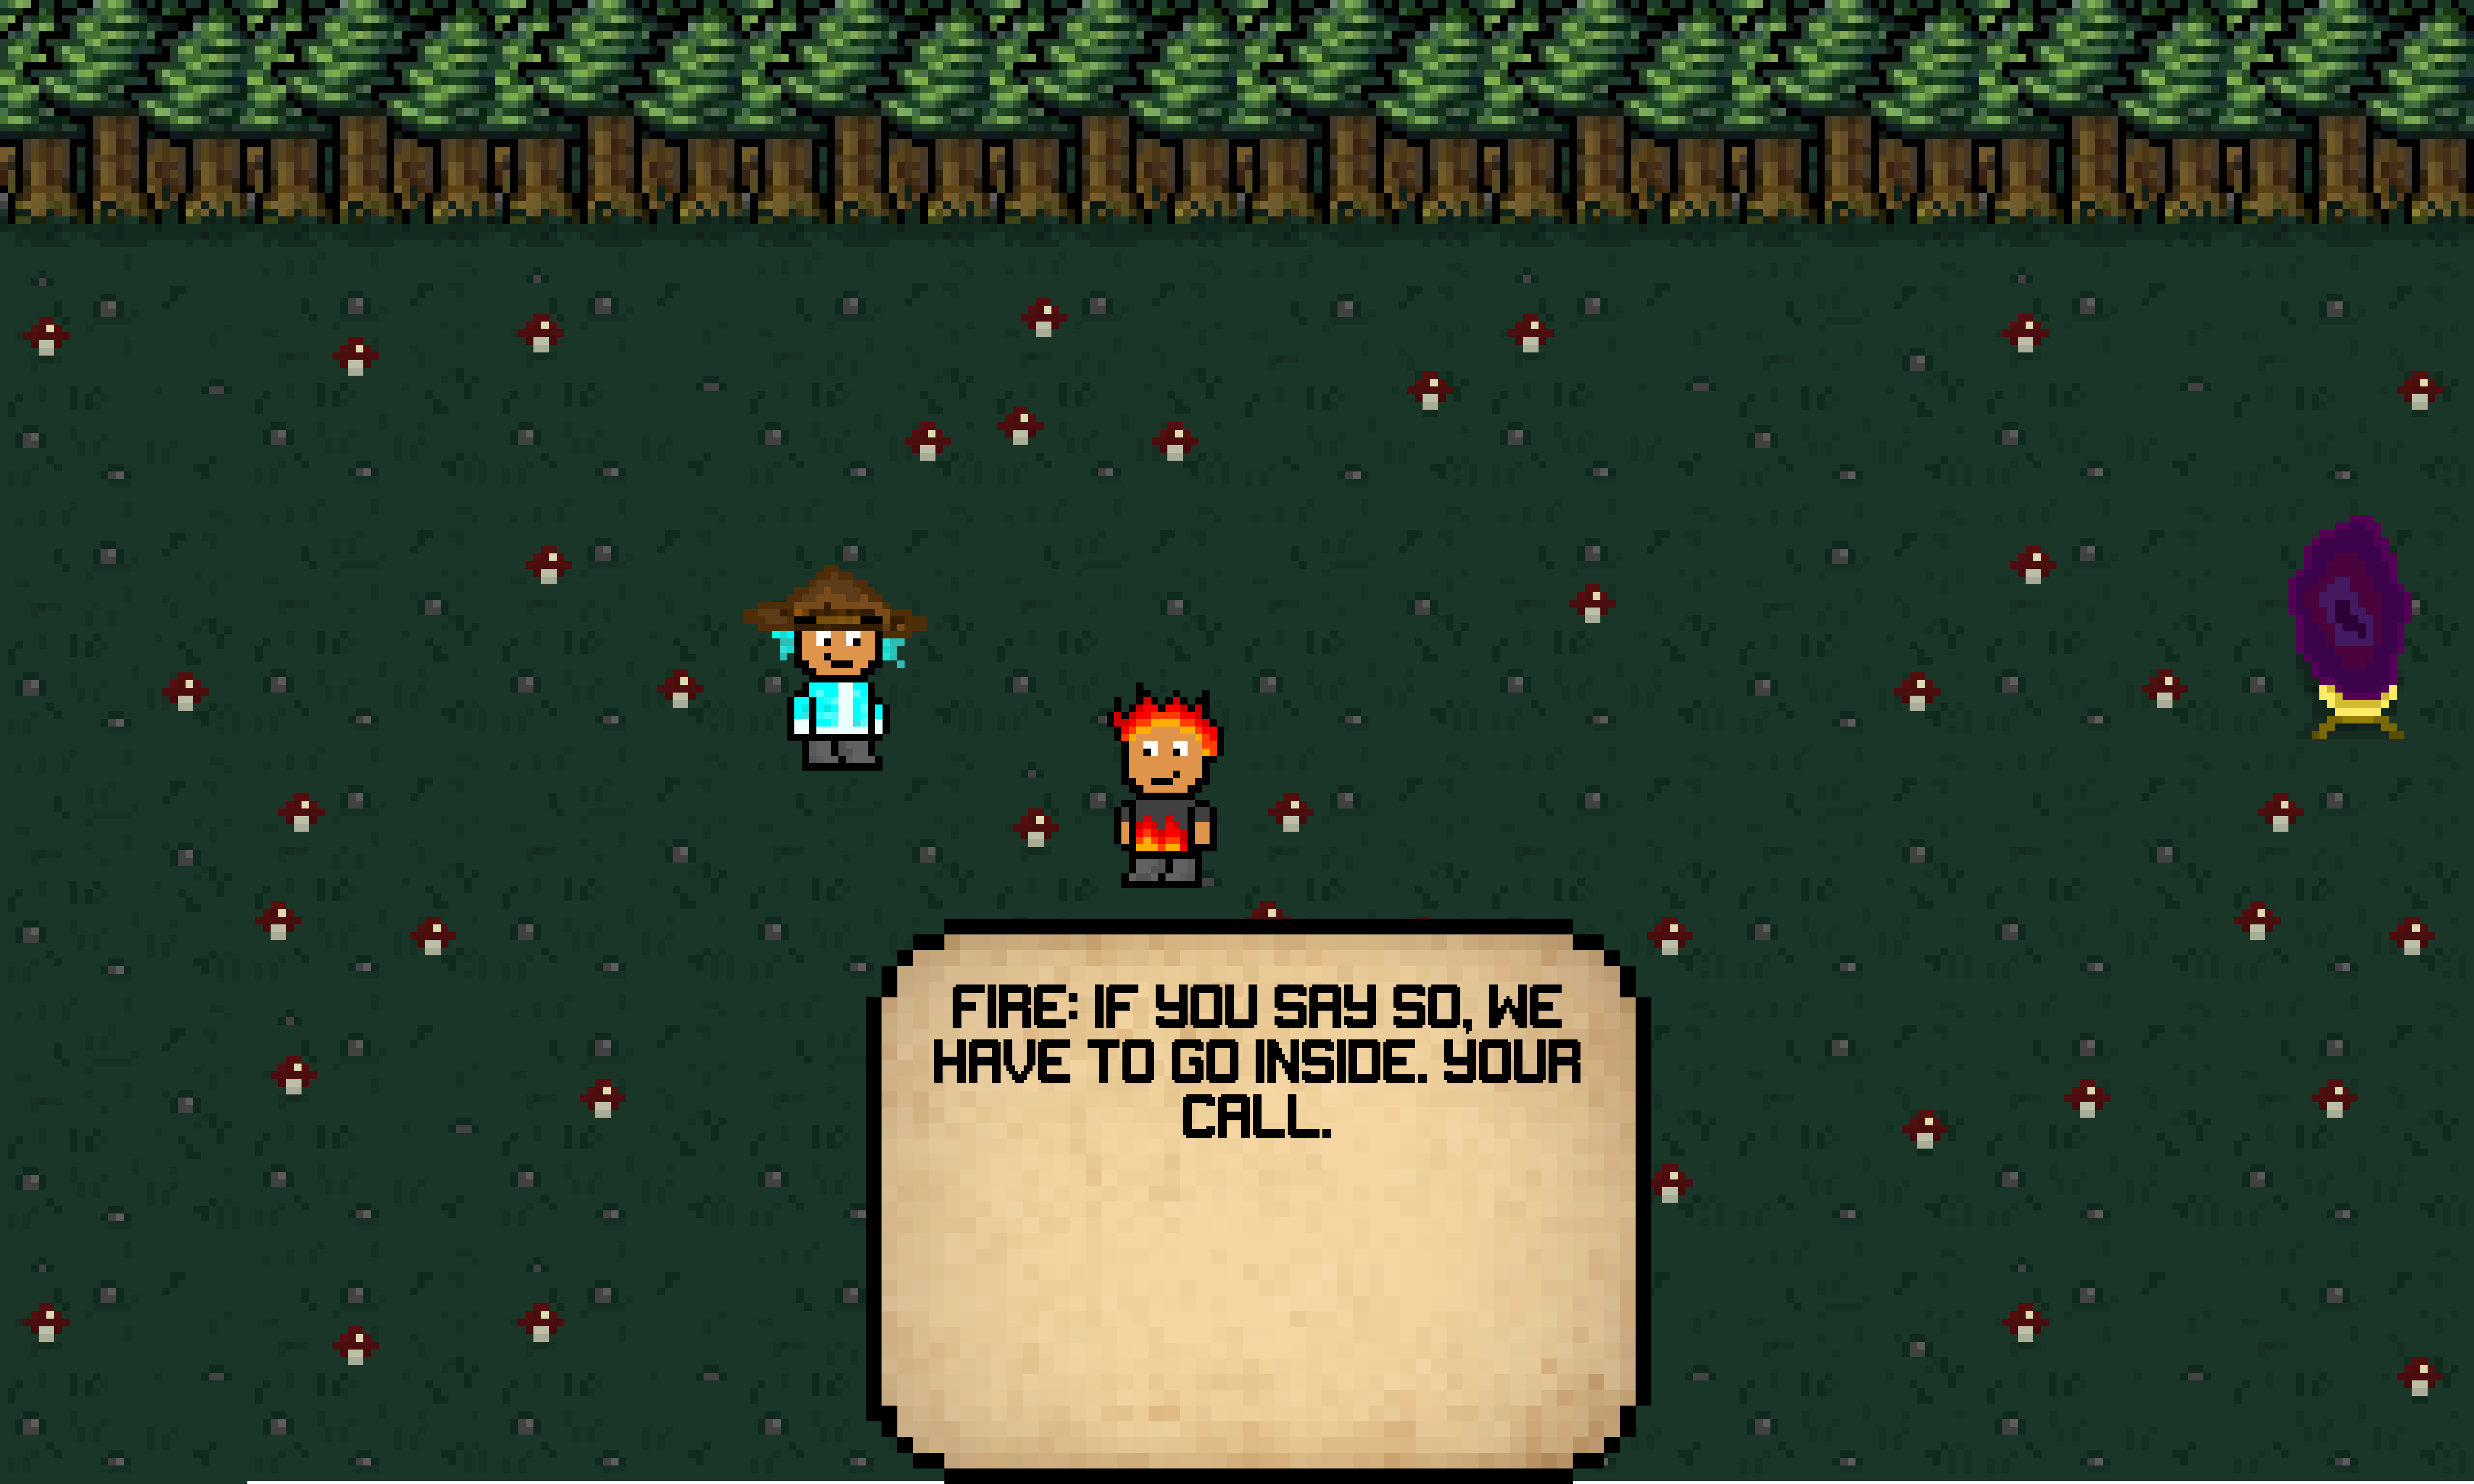 FIRE: IF YOU SAY SO, WE
HAVE TO GO INSIDE. YOUR
CALL.